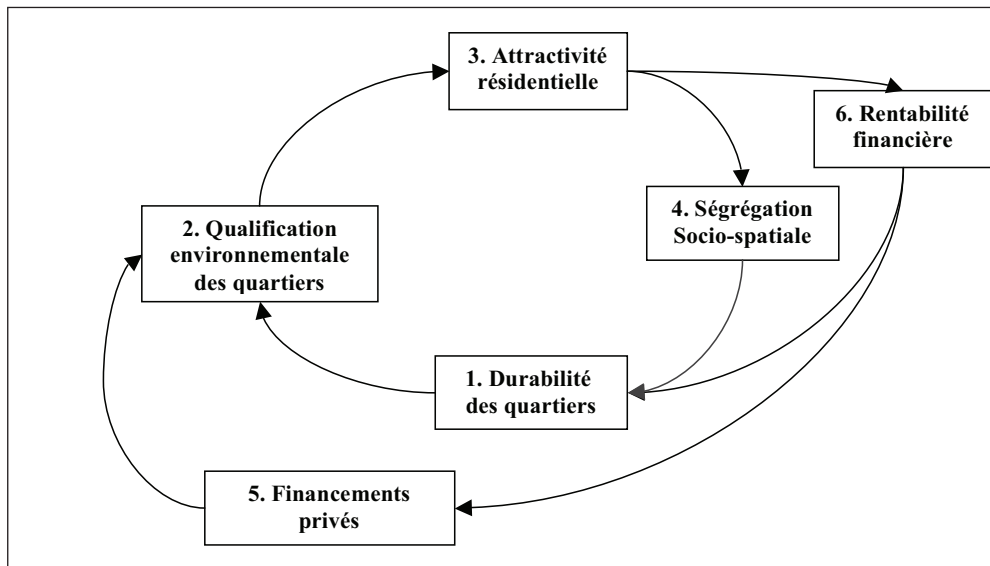 3. Attractivité
résidentielle
6. Rentabilité
financière
4. Ségrégation
Socio-spatiale
2. Qualification
environnementale
des quartiers
1. Durabilité
des quartiers
5. Financements
privés